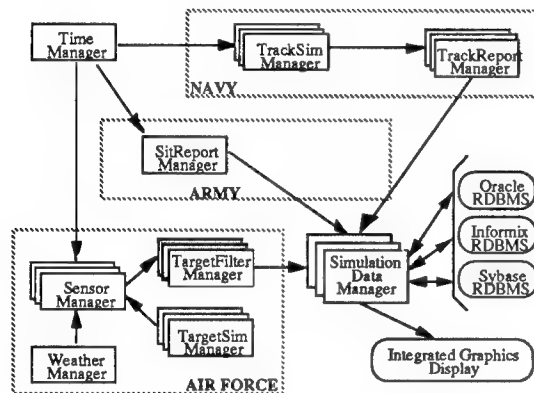 Time
Manager
TrackSim
Manager
TrackReport
Manager
NAVY
SitReport
Manager
ARMY
Oracle
RDBMS
Informix
RDBMS
Sybase
RDBMS
TargetFilter
Manager
Simulation
Data
Manager
Sensor
Manager
TargetSim
Manager
Weather
Manager
AIR FORCE
Integrated Graphics
Display